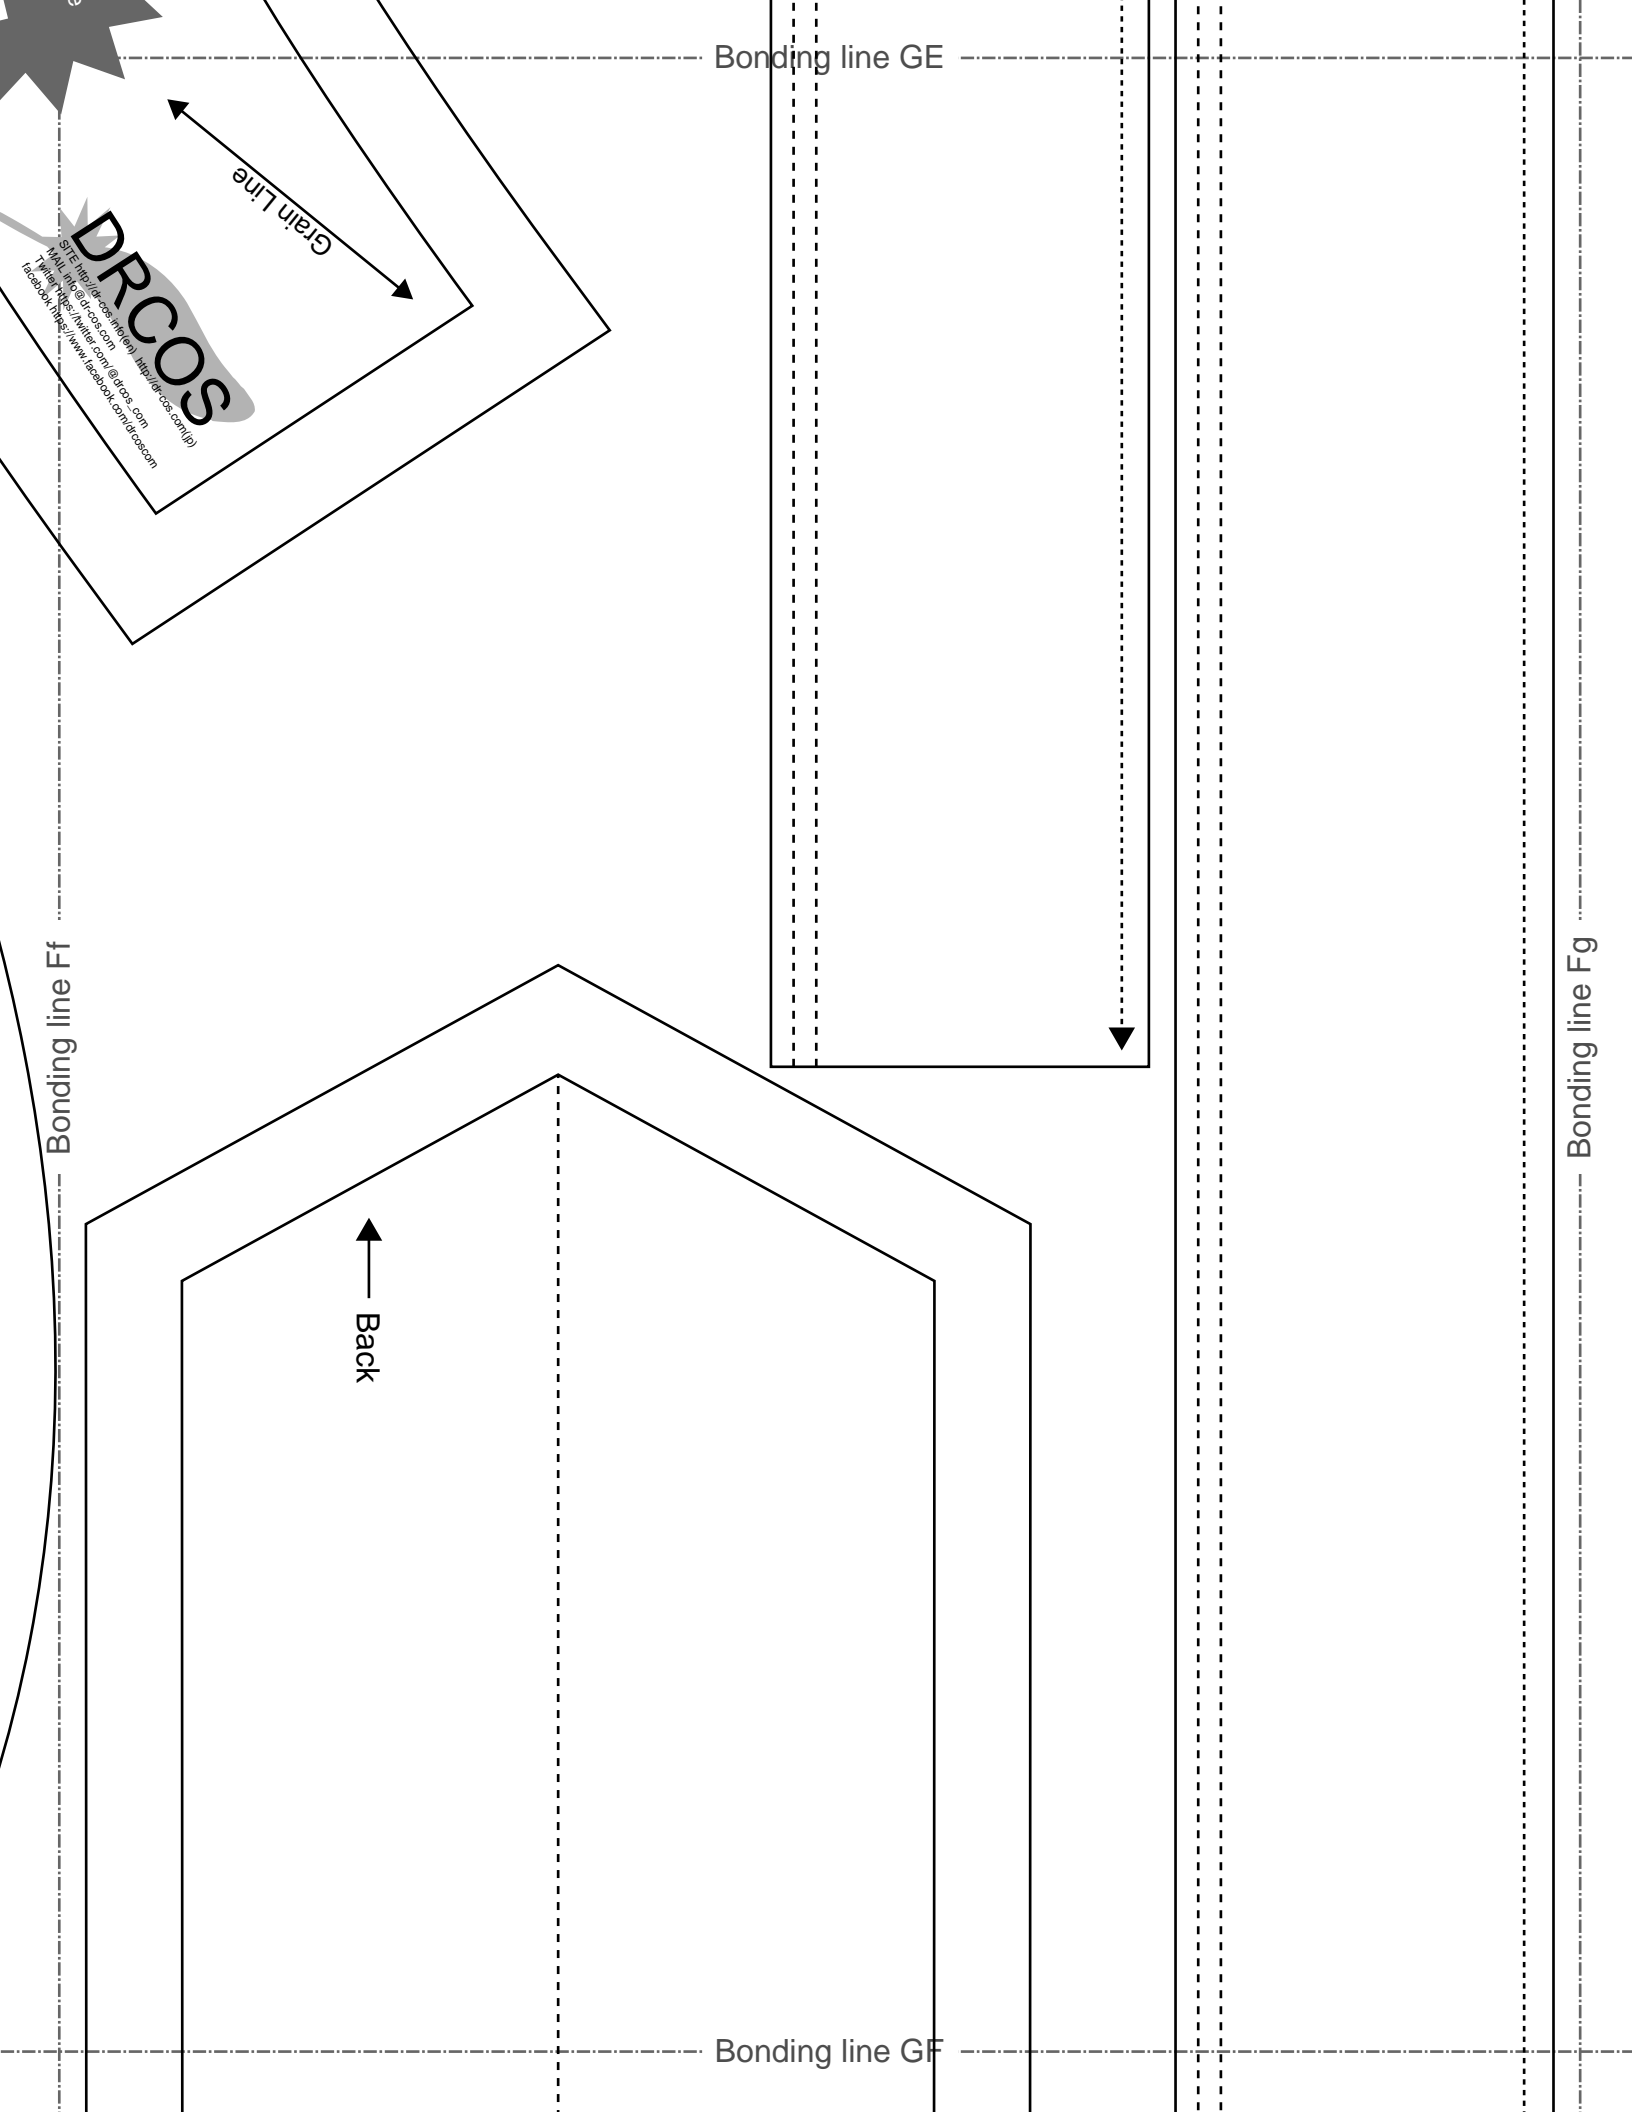 Bonding line GE
Grain Line
DRCOS
SITE http://dr-cos.info(en)  http://dr-cos.com(jp)
MAIL info@dr-cos.com
Twitter https://twitter.com/@drcos_com
facebook https://www.facebook.com/drcoscom
Bonding line Ff
Bonding line Fg
Back
Bonding line GF